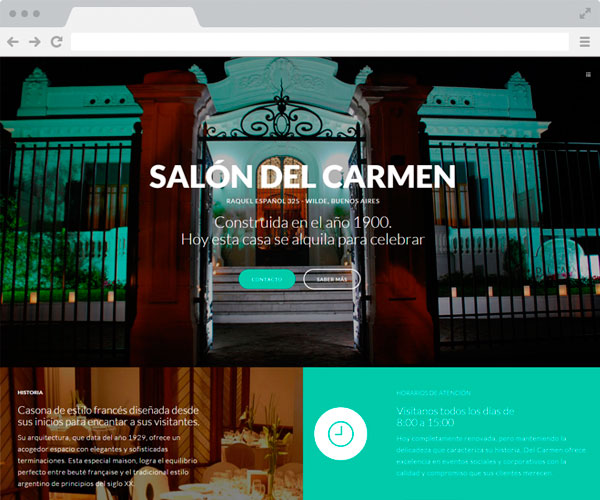 SALÓN DEL CARMEN
RAQUEL ESPAÑOL 325 - WILDE, BUENOS AIRES
Construida en el año 1900.
Hoy esta casa se alquila para celebrar
CONTACTO
SABER MÁS
HISTORIA
Casona de estilo francés diseñada desde
sus inicios para encantar a sus visitantes.
Su arquitectura, que data del año 1929, ofrece un
acogedor espacio con elegantes y sofisticadas
terminaciones. Esta especial maison, logra el equilibrio
perfecto entre beuté française y el tradicional estilo
argentino de principios del siglo XX.
HORARIOS DE ATENCIÓN
Visitanos todos los días de
8:00 a 15:00
Hoy completamente renovada, pero manteniendo la
delicadeza que caracteriza su historia, Del Carmen ofrece
excelencia en eventos sociales y corporativos con la
calidad y compromiso que sus clientes merecen.